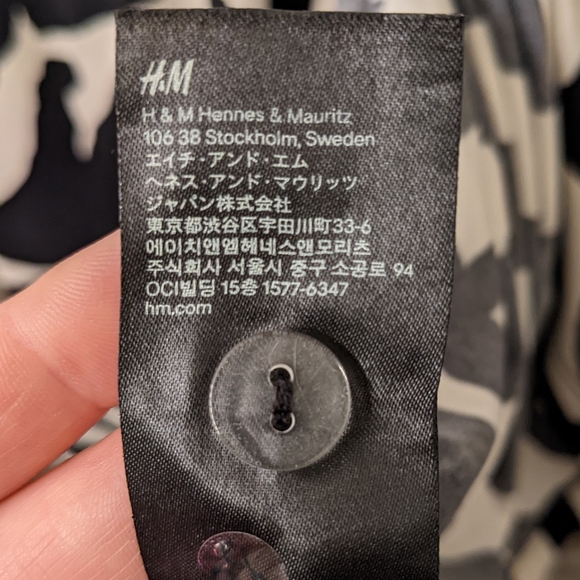 H&M
H & M Hennes & Mauritz
106 38 Stockholm, Sweden
エイチ・アンド・エム
ヘネス・アンド・マウリッツ
ジャパン株式会社
東京都渋谷区宇田川町33-6
에이치앤엠헤네스앤모리츠
주식회사 서울시 중구 소공로 94
OCI빌딩 15층 1577-6347
hm.com